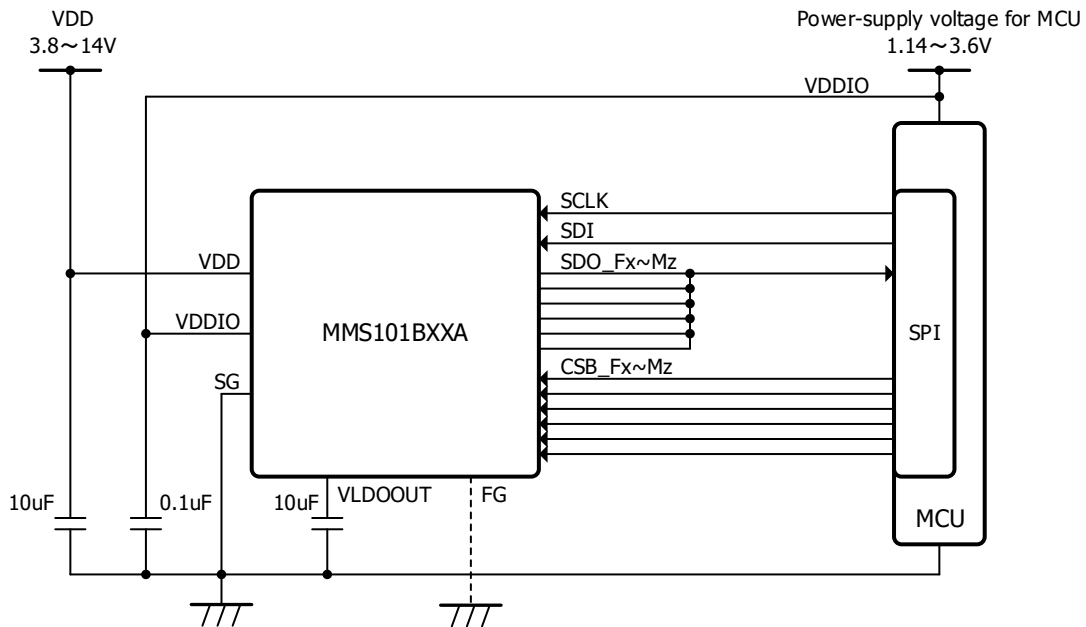 VDD
3.8～14V
Power-supply voltage for MCU
1.14～3.6V
VDDIO
SCLK
SDI
VDD
SDO_Fx~Mz
VDDIO
MMS101BXXA
SPI
SG
CSB_Fx~Mz
10uF
0.1uF
10uF
VLDOOUT
FG
MCU